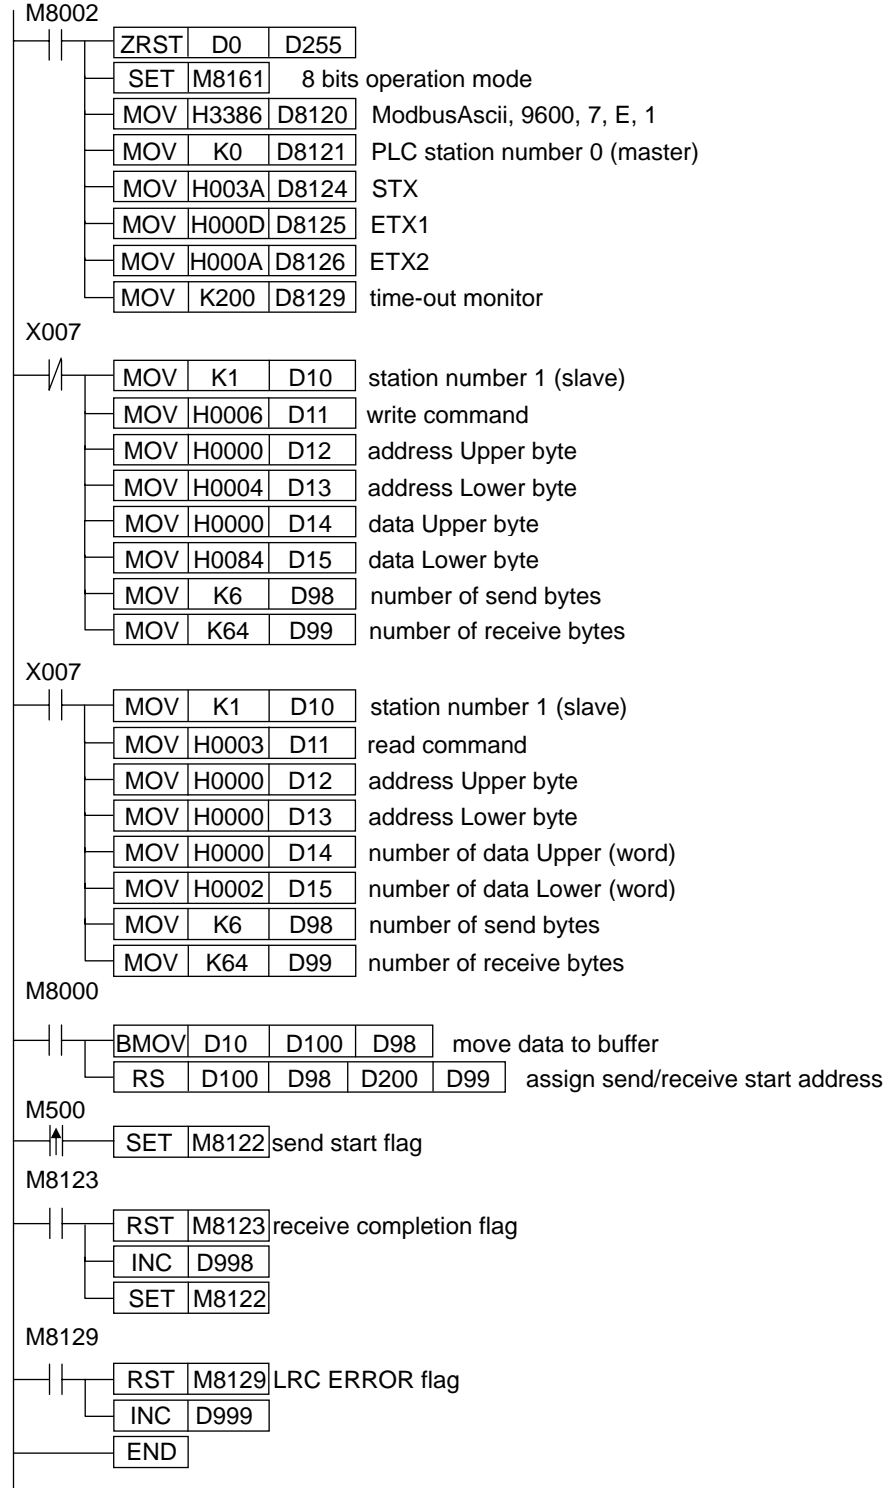 M8002
ZRST D0 D255
SET M8161 8 bits operation mode
MOV H3386 D8120 ModbusAscii, 9600, 7, E, 1
MOV K0 D8121 PLC station number 0 (master)
MOV H003A D8124 STX
MOV H000D D8125 ETX1
MOV H000A D8126 ETX2
MOV K200 D8129 time-out monitor
X007
MOV K1 D10 station number 1 (slave)
MOV H0006 D11 write command
MOV H0000 D12 address Upper byte
MOV H0004 D13 address Lower byte
MOV H0000 D14 data Upper byte
MOV H0084 D15 data Lower byte
MOV K6 D98 number of send bytes
MOV K64 D99 number of receive bytes
X007
MOV K1 D10 station number 1 (slave)
MOV H0003 D11 read command
MOV H0000 D12 address Upper byte
MOV H0000 D13 address Lower byte
MOV H0000 D14 number of data Upper (word)
MOV H0002 D15 number of data Lower (word)
MOV K6 D98 number of send bytes
MOV K64 D99 number of receive bytes
M8000
BMOV D10 D100 D98 move data to buffer
RS D100 D98 D200 D99 assign send/receive start address
M500
SET M8122 send start flag
M8123
RST M8123 receive completion flag
INC D998
SET M8122
M8129
RST M8129 LRC ERROR flag
INC D999
END